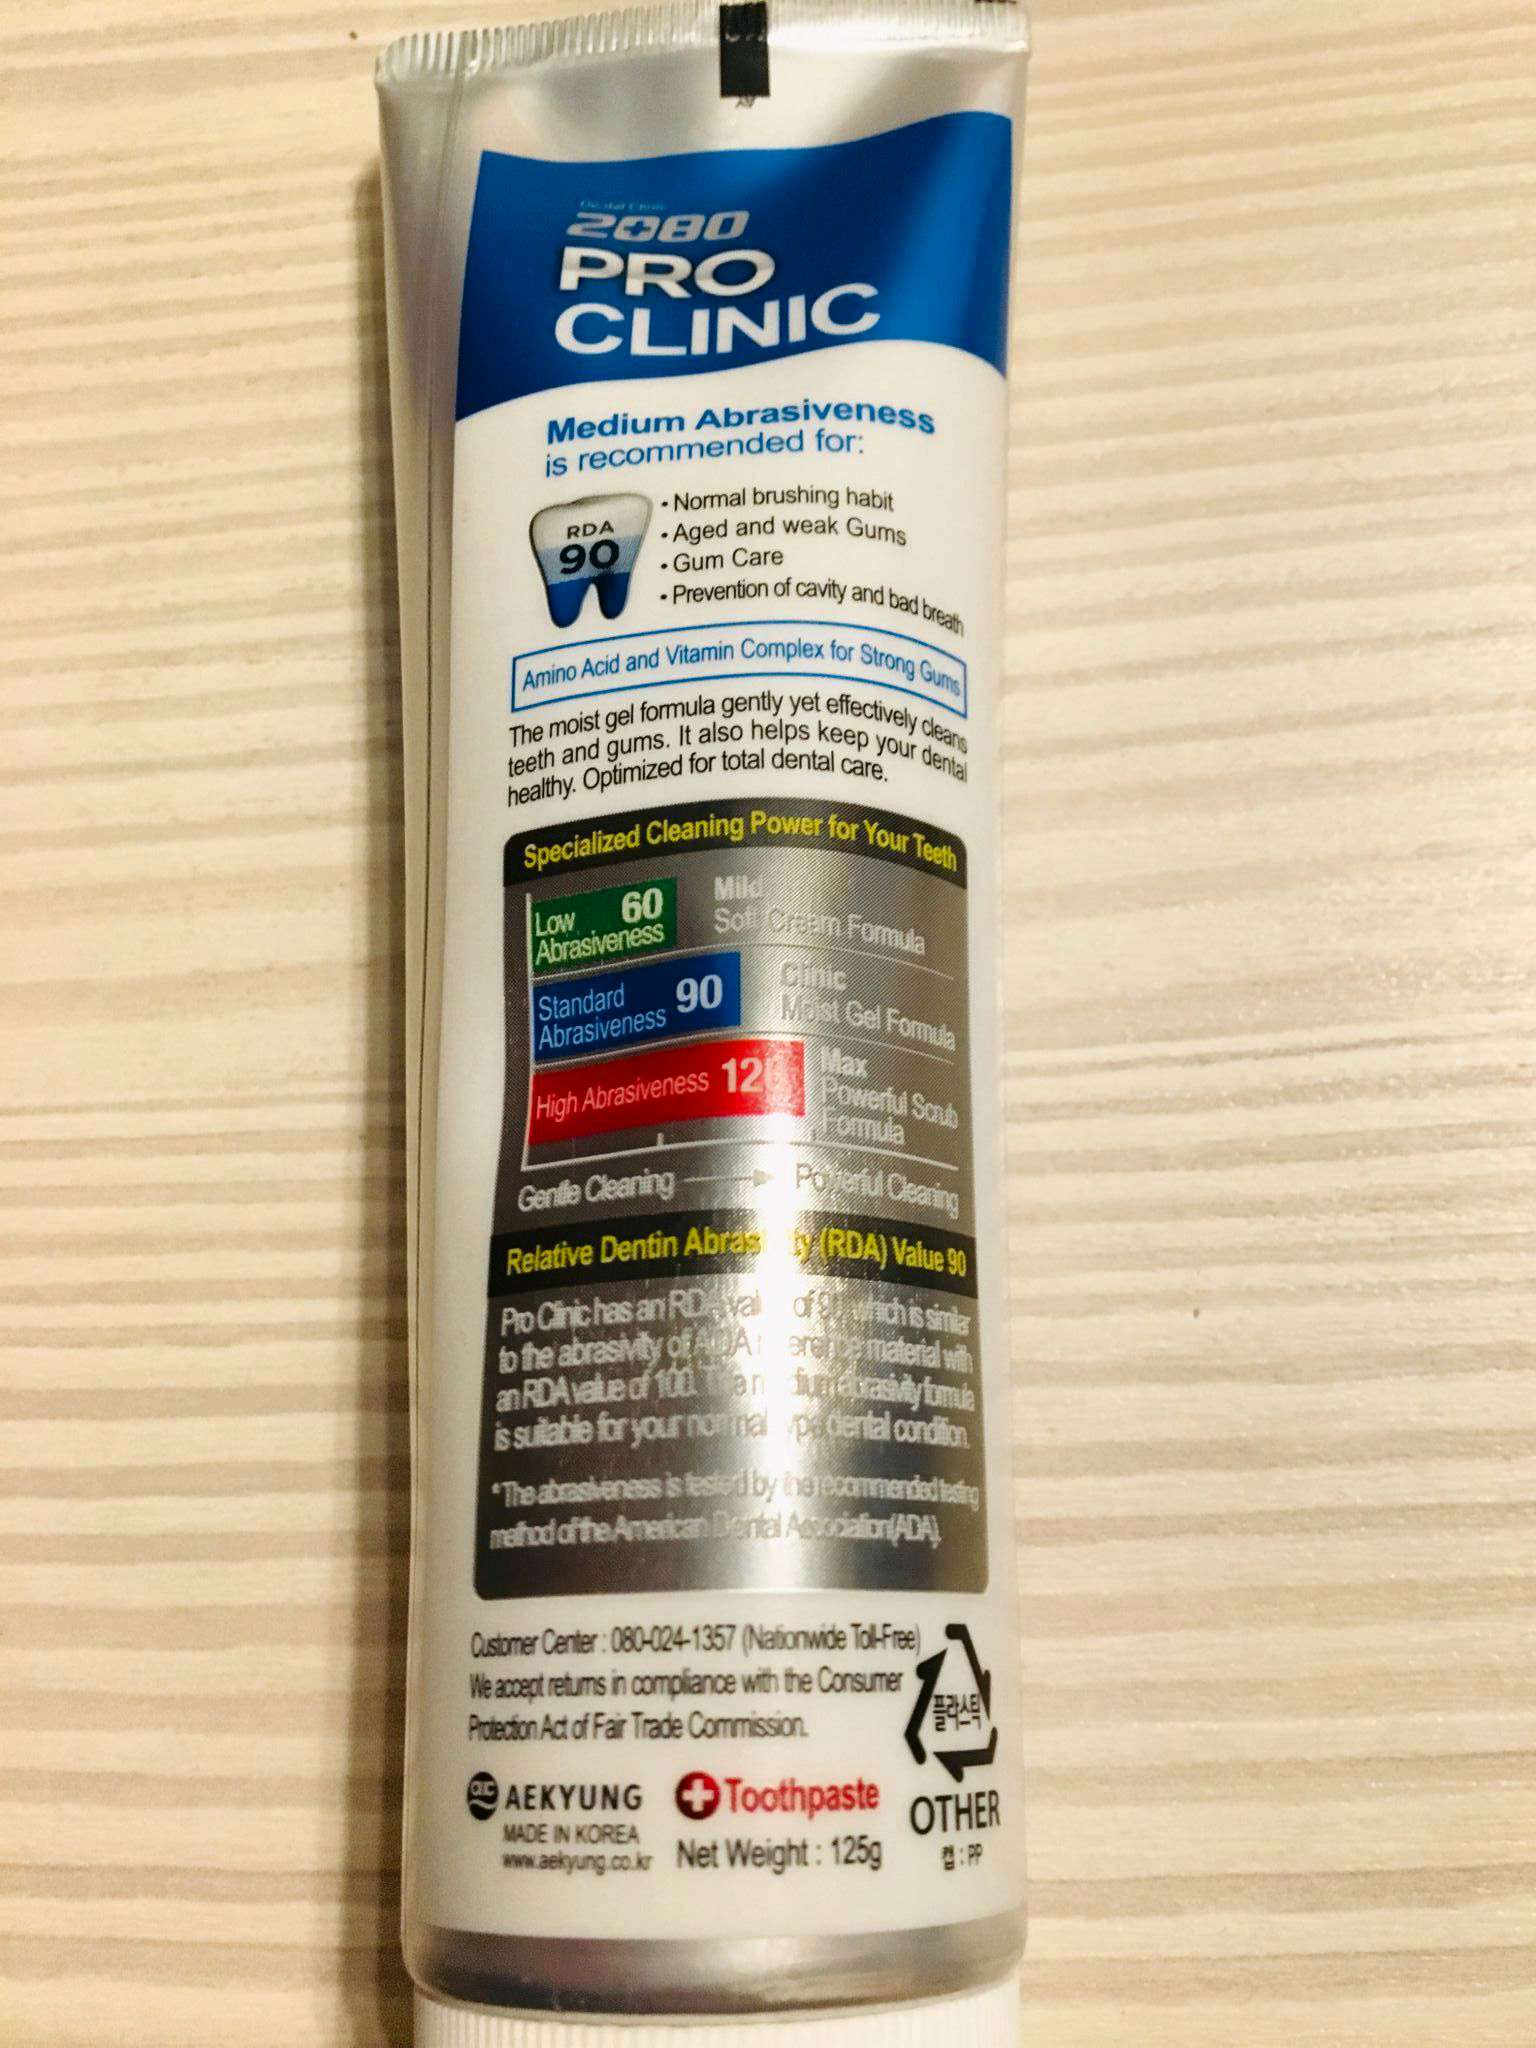 Dental Clinic
2080
PRO
CLINIC
Medium Abrasiveness
is recommended for:
RDA
90
• Normal brushing habit
• Aged and weak Gums
• Gum Care
• Prevention of cavity and bad breath
Amino Acid and Vitamin Complex for Strong Gums
The moist gel formula gently yet effectively cleans
teeth and gums. It also helps keep your dental
healthy. Optimized for total dental care.
Specialized Cleaning Power for Your Teeth
Low Abrasiveness 60
Mild
Soft Cream Formula
Standard Abrasiveness 90
Clinic
Moist Gel Formula
High Abrasiveness 120
Max
Powerful Scrub
Formula
Gentle Cleaning
Powerful Cleaning
Relative Dentin Abrasivity (RDA) Value 90
Pro Clinic has an RDA value of 90 which is similar
to the abrasivity of ADA reference material with
an RDA value of 100. The medium abrasivity formula
is suitable for your normal type dental condition.
*The abrasiveness is tested by the recommended testing
method of the American Dental Association(ADA).
Customer Center : 080-024-1357 (Nationwide Toll-Free)
We accept returns in compliance with the Consumer
Protection Act of Fair Trade Commission.
플라스틱
OTHER
캡 : PP
AEKYUNG
MADE IN KOREA
www.aekyung.co.kr
Toothpaste
Net Weight : 125g